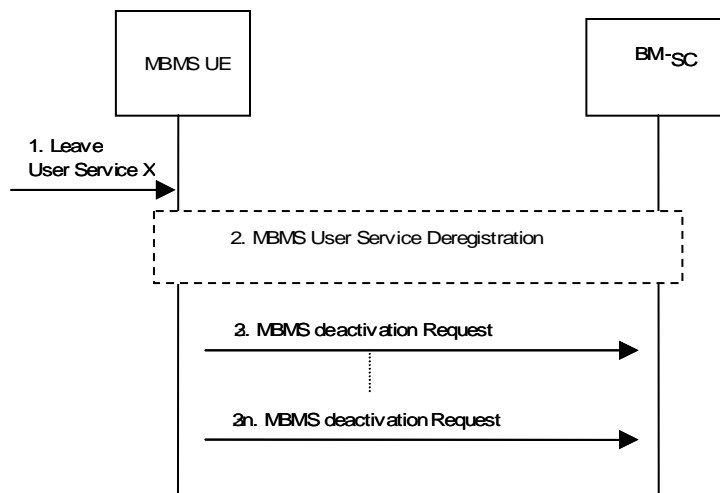 MBMS UE
BM-SC
1. Leave
User Service X
2. MBMS User Service Deregistration
3. MBMS deactivation Request
3n. MBMS deactivation Request